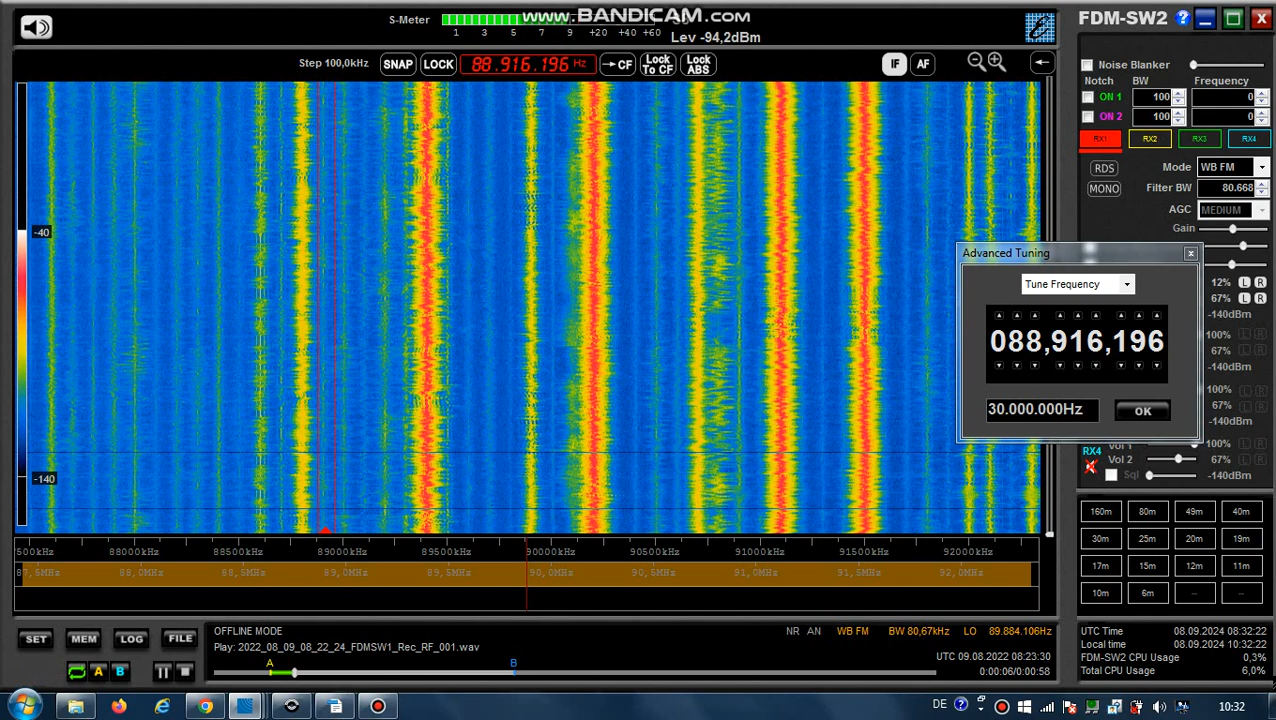 www.BANDICAM.com
S-Meter
1 3 5 7 9 +20 +40 +60
Lev -94,2dBm
FDM-SW2
Step 100,0kHz SNAP LOCK 88.916.196 Hz →CF Lock To CF Lock ABS IF AF
Noise Blanker
Notch BW Frequency
ON 1 100 0
ON 2 100 0
RX1 RX2 RX3 RX4
RDS Mode WB FM
MONO Filter BW 80.668
AGC MEDIUM
Gain
-40
-140
Advanced Tuning
Tune Frequency
088,916,196
30.000.000Hz OK
12% L R
67% L R
-140dBm
100% L R
67% L R
-140dBm
100% L R
67% L R
-140dBm
Vol 1 100% L R
RX4 Vol 2 67% L R
Sql -140dBm
500kHz 88000kHz 88500kHz 89000kHz 89500kHz 90000kHz 90500kHz 91000kHz 91500kHz 92000kHz
87,5MHz 88,0MHz 88,5MHz 89,0MHz 89,5MHz 90,0MHz 90,5MHz 91,0MHz 91,5MHz 92,0MHz
160m 80m 49m 40m
30m 25m 20m 19m
17m 15m 12m 11m
10m 6m -- --
SET MEM LOG FILE
A B
OFFLINE MODE NR AN WB FM BW 80,67kHz LO 89.884.106Hz
Play: 2022_08_09_08_22_24_FDMSW1_Rec_RF_001.wav
A B
UTC 09.08.2022 08:23:30
0:00:06/0:00:58
UTC Time 08.09.2024 08:32:22
Local time 08.09.2024 10:32:22
FDM-SW2 CPU Usage 0,3%
Total CPU Usage 6,0%
DE 10:32